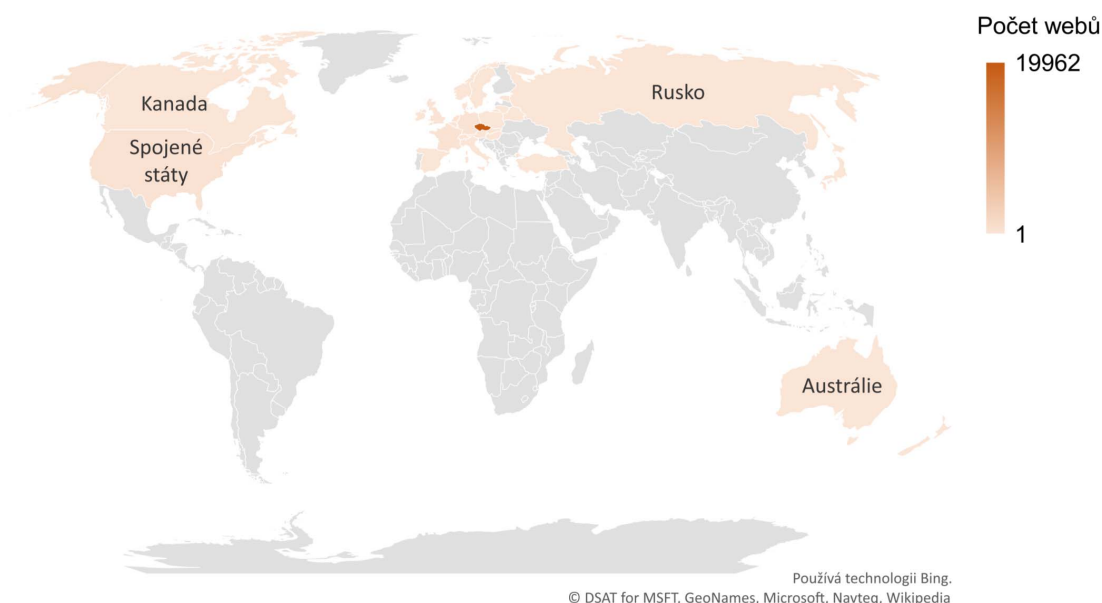 Počet webů
19962
1
Kanada
Spojené
státy
Rusko
Austrálie
Používá technologii Bing.
© DSAT for MSFT, GeoNames, Microsoft, Navteq, Wikipedia